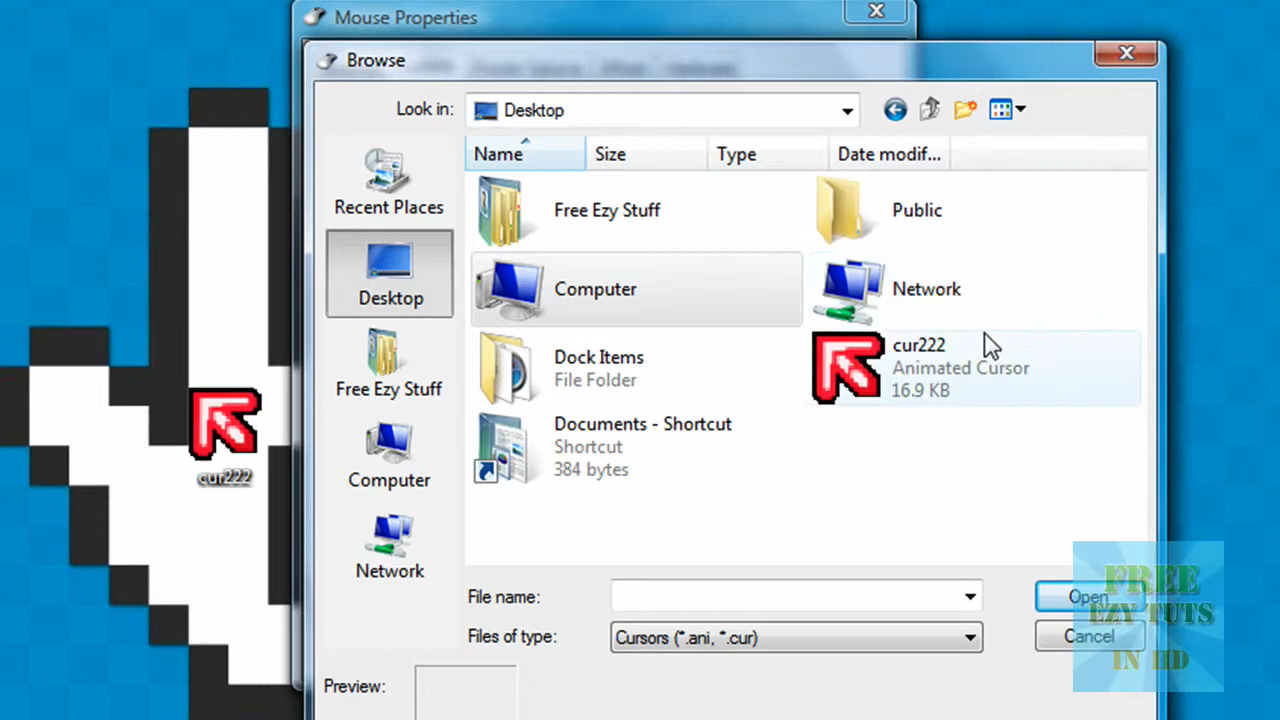 Mouse Properties
Browse
Look in:
Desktop
Name
Size
Type
Date modif...
Recent Places
Desktop
Free Ezy Stuff
Computer
Network
Free Ezy Stuff
Public
Computer
Network
Dock Items
File Folder
cur222
Animated Cursor
16.9 KB
Documents - Shortcut
Shortcut
384 bytes
cur222
File name:
Open
Files of type:
Cursors (*.ani, *.cur)
Cancel
Preview:
FREE
EZY TUTS
IN HD